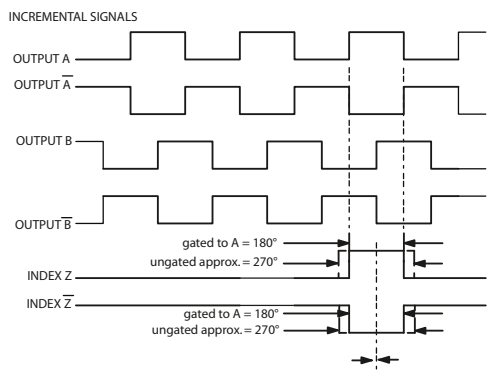 INCREMENTAL SIGNALS
OUTPUT A
OUTPUT A̅
OUTPUT B
OUTPUT B̅
gated to A = 180°
ungated approx. = 270°
INDEX Z
INDEX Z̅
gated to A = 180°
ungated approx. = 270°